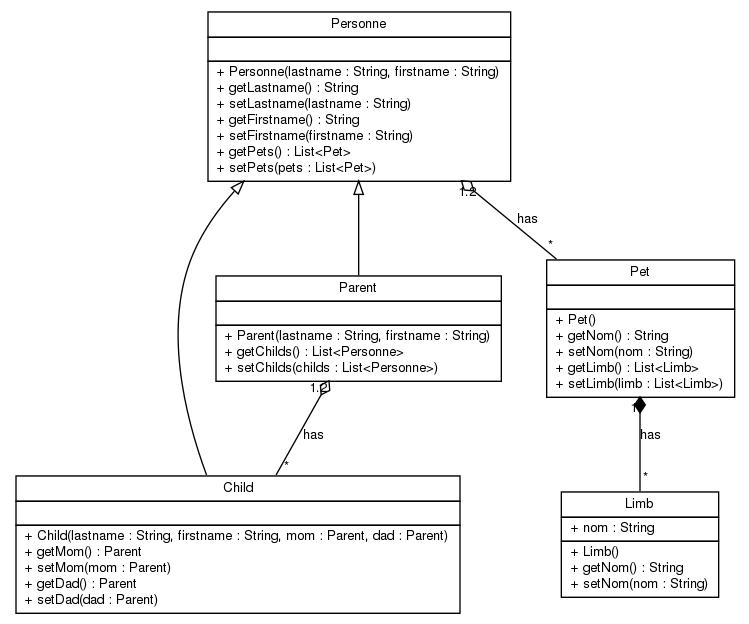 Personne
+ Personne(lastname : String, firstname : String)
+ getLastname() : String
+ setLastname(lastname : String)
+ getFirstname() : String
+ setFirstname(firstname : String)
+ getPets() : List<Pet>
+ setPets(pets : List<Pet>)
1.2
has
*
Parent
+ Parent(lastname : String, firstname : String)
+ getChilds() : List<Personne>
+ setChilds(childs : List<Personne>)
1.2
has
*
Pet
+ Pet()
+ getNom() : String
+ setNom(nom : String)
+ getLimb() : List<Limb>
+ setLimb(limb : List<Limb>)
1
has
*
Child
+ Child(lastname : String, firstname : String, mom : Parent, dad : Parent)
+ getMom() : Parent
+ setMom(mom : Parent)
+ getDad() : Parent
+ setDad(dad : Parent)
Limb
+ nom : String
+ Limb()
+ getNom() : String
+ setNom(nom : String)